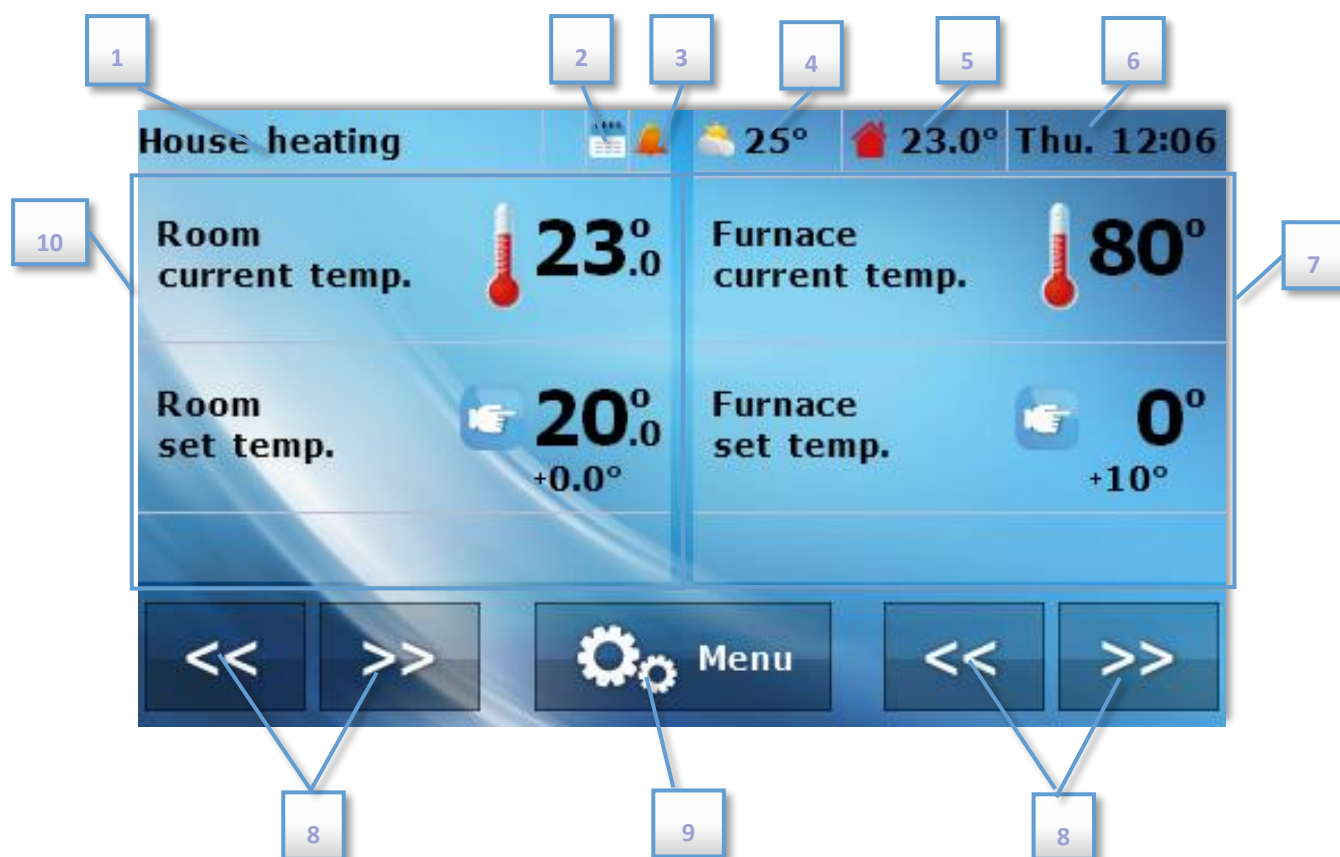 1
2
3
4
5
6
House heating
25°
23.0°
Thu. 12:06
10
Room
current temp.
23.0°
Furnace
current temp.
80°
7
Room
set temp.
20.0°
+0.0°
Furnace
set temp.
0°
+10°
<<
>>
Menu
<<
>>
8
9
8